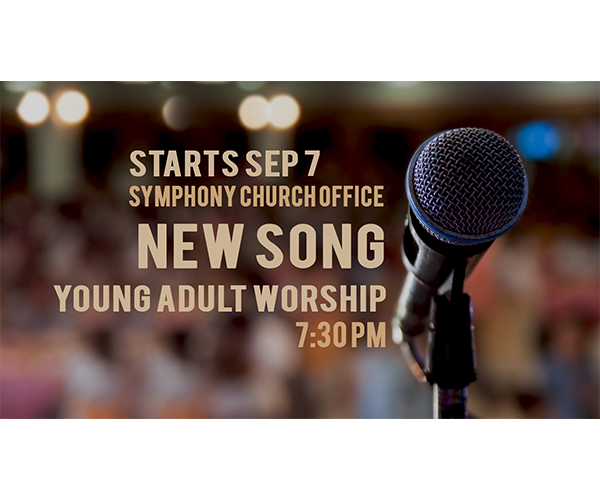 STARTS SEP 7
SYMPHONY CHURCH OFFICE
NEW SONG
YOUNG ADULT WORSHIP
7:30 PM